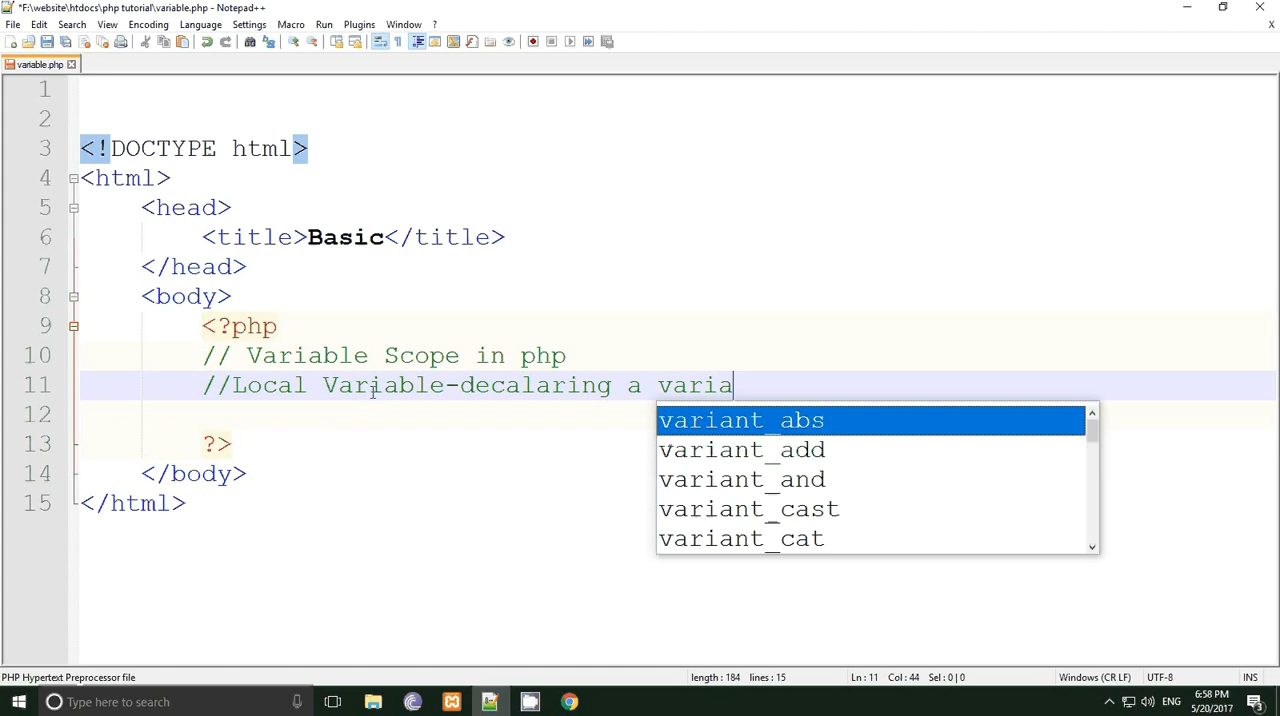 *F:\website\htdocs\php tutorial\variable.php - Notepad++
File Edit Search View Encoding Language Settings Macro Run Plugins Window ?
X
variable.php
1
2
3 <!DOCTYPE html>
4 <html>
5 <head>
6 <title>Basic</title>
7 </head>
8 <body>
9 <?php
10 // Variable Scope in php
11 //Local Variable-decalaring a varia
12
variant_abs
13 ?>
variant_add
14 </body>
variant_and
15 </html>
variant_cast
variant_cat
PHP Hypertext Preprocessor file length : 184 lines : 15 Ln : 11 Col : 44 Sel : 0 | 0 Windows (CR LF) UTF-8 INS
Type here to search ENG 6:58 PM
5/20/2017 3